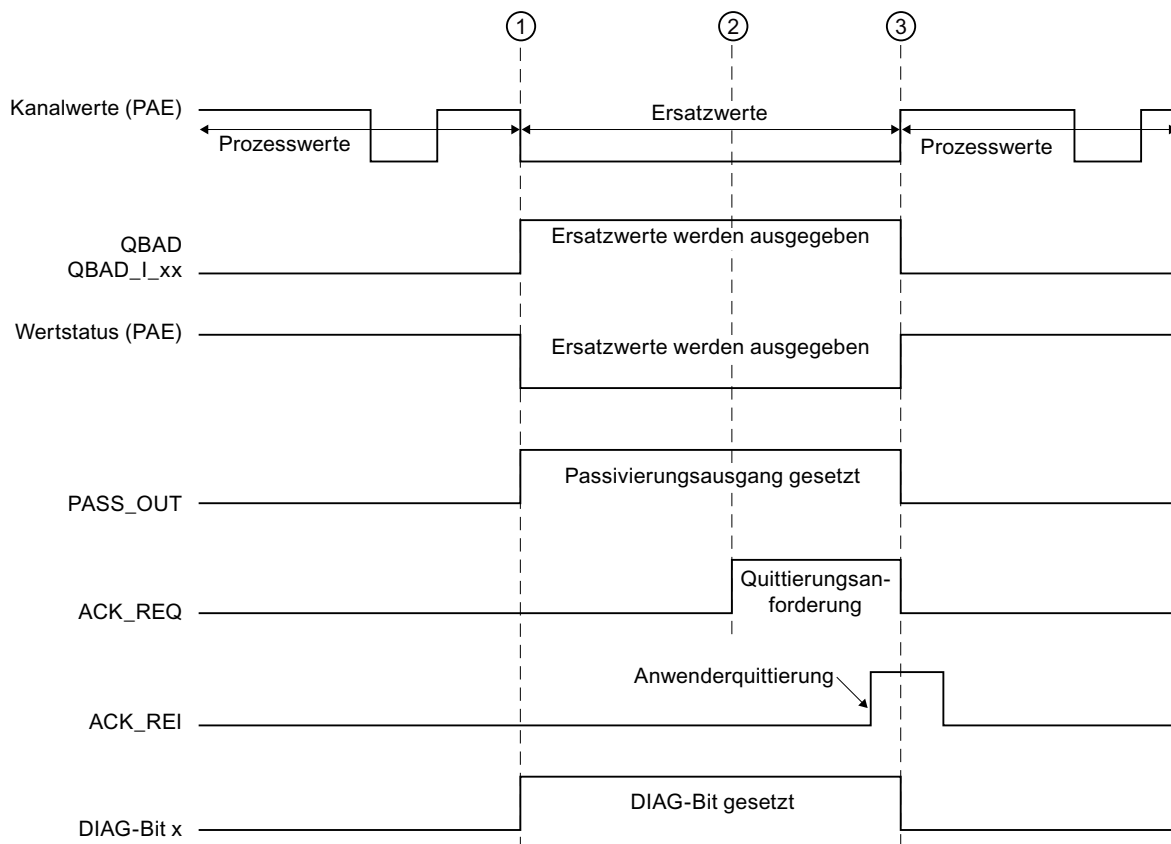 1 2 3
Kanalwerte (PAE)
Ersatzwerte
Prozesswerte
Prozesswerte
QBAD
QBAD_I_xx
Ersatzwerte werden ausgegeben
Wertstatus (PAE)
Ersatzwerte werden ausgegeben
PASS_OUT
Passivierungsausgang gesetzt
ACK_REQ
Quittierungsan-
forderung
Anwenderquittierung
ACK_REI
DIAG-Bit gesetzt
DIAG-Bit x